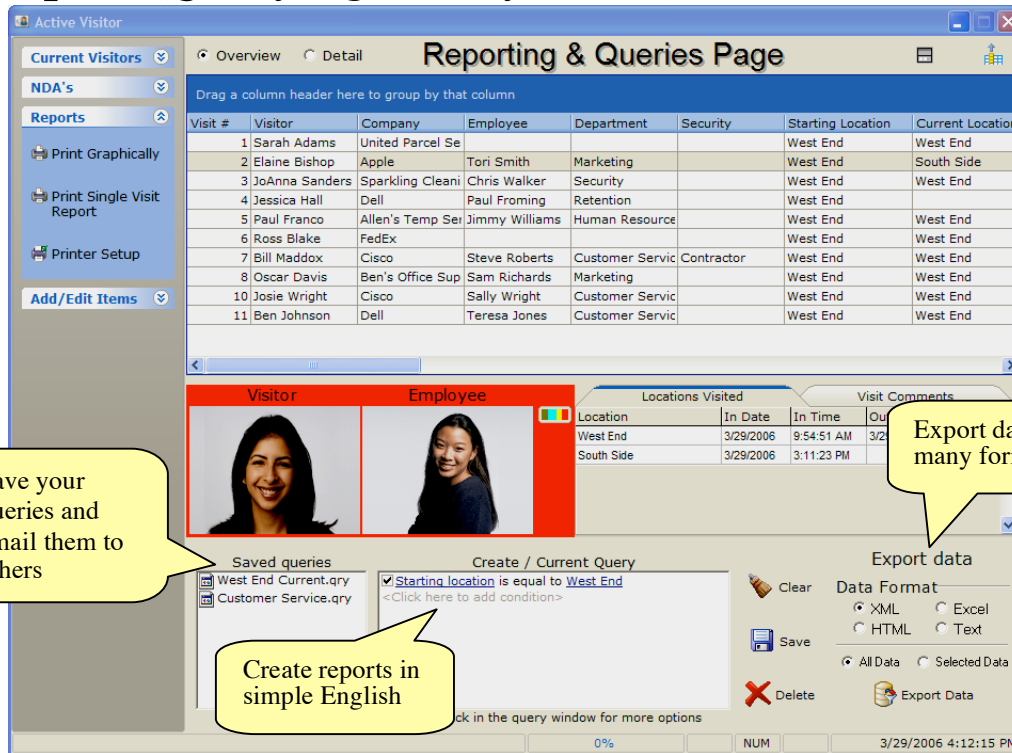 Active Visitor
Current Visitors
NDA's
Reports
Print Graphically
Print Single Visit
Report
Printer Setup
Add/Edit Items
Overview Detail Reporting & Queries Page
Drag a column header here to group by that column
Visit # Visitor Company Employee Department Security Starting Location Current Location
1 Sarah Adams United Parcel Se West End West End
2 Elaine Bishop Apple Tori Smith Marketing West End South Side
3 JoAnna Sanders Sparkling Cleani Chris Walker Security West End West End
4 Jessica Hall Dell Paul Froming Retention West End
5 Paul Franco Allen's Temp Ser Jimmy Williams Human Resource West End West End
6 Ross Blake FedEx West End West End
7 Bill Maddox Cisco Steve Roberts Customer Servic Contractor West End West End
8 Oscar Davis Ben's Office Sup Sam Richards Marketing West End West End
10 Josie Wright Cisco Sally Wright Customer Servic West End West End
11 Ben Johnson Dell Teresa Jones Customer Servic West End West End
Visitor Employee
Locations Visited Visit Comments
Location In Date In Time Ou
West End 3/29/2006 9:54:51 AM 3/2
South Side 3/29/2006 3:11:23 PM
Export da
many for
ave your
ueries and
mail them to
hers
Saved queries
West End Current.qry
Customer Service.qry
Create / Current Query
Starting location is equal to West End
<Click here to add condition>
Create reports in
simple English
ck in the query window for more options
Clear
Save
Delete
Export data
Data Format
XML Excel
HTML Text
All Data Selected Data
Export Data
0% NUM 3/29/2006 4:12:15 PM